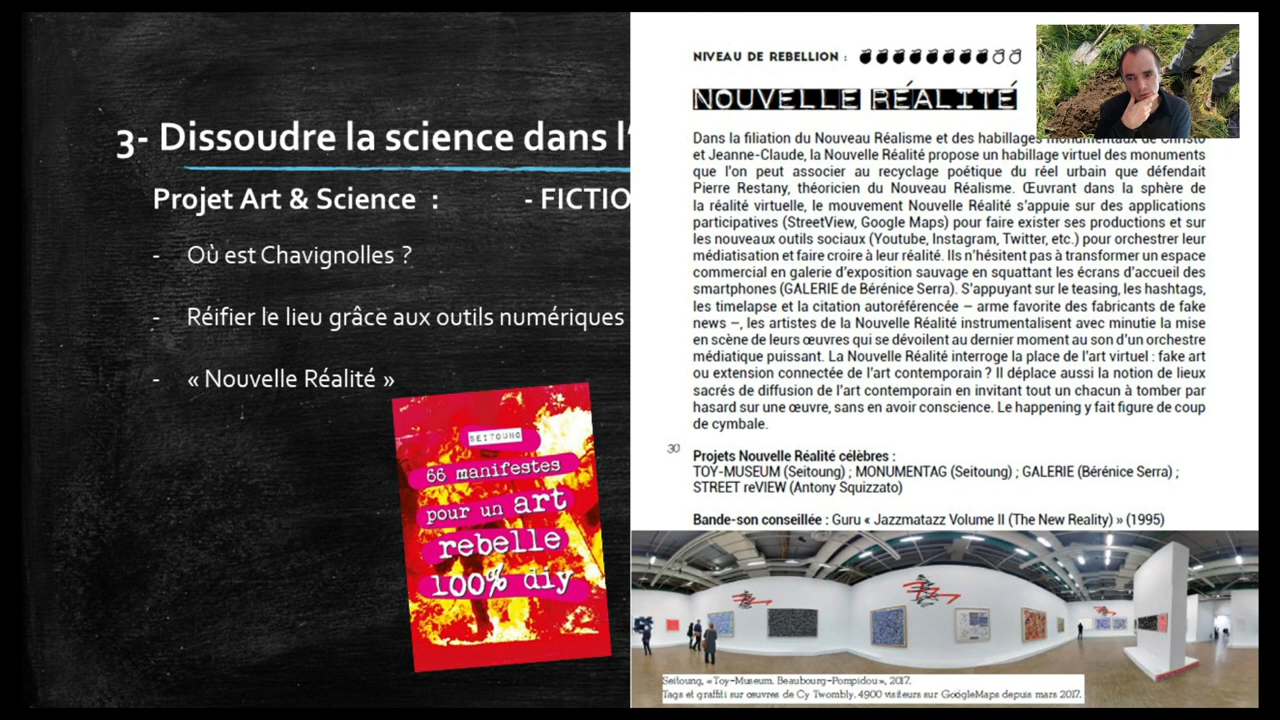 3- Dissoudre la science dans l'
Projet Art & Science : - FICTIO
- Où est Chavignolles ?
- Réifier le lieu grâce aux outils numériques
- « Nouvelle Réalité »
SEITOUNG
66 manifestes
pour un art
rebelle
100% diy
NIVEAU DE REBELLION :
NOUVELLE RÉALITÉ
Dans la filiation du Nouveau Réalisme et des habillages monumentaux de Christo
et Jeanne-Claude, la Nouvelle Réalité propose un habillage virtuel des monuments
que l'on peut associer au recyclage poétique du réel urbain que défendait
Pierre Restany, théoricien du Nouveau Réalisme. Œuvrant dans la sphère de
la réalité virtuelle, le mouvement Nouvelle Réalité s'appuie sur des applications
participatives (StreetView, Google Maps) pour faire exister ses productions et sur
les nouveaux outils sociaux (Youtube, Instagram, Twitter, etc.) pour orchestrer leur
médiatisation et faire croire à leur réalité. Ils n'hésitent pas à transformer un espace
commercial en galerie d'exposition sauvage en squattant les écrans d'accueil des
smartphones (GALERIE de Bérénice Serra). S'appuyant sur le teasing, les hashtags,
les timelapse et la citation autoréférencée – arme favorite des fabricants de fake
news –, les artistes de la Nouvelle Réalité instrumentalisent avec minutie la mise
en scène de leurs œuvres qui se dévoilent au dernier moment au son d'un orchestre
médiatique puissant. La Nouvelle Réalité interroge la place de l'art virtuel : fake art
ou extension connectée de l'art contemporain ? Il déplace aussi la notion de lieux
sacrés de diffusion de l'art contemporain en invitant tout un chacun à tomber par
hasard sur une œuvre, sans en avoir conscience. Le happening y fait figure de coup
de cymbale.
30
Projets Nouvelle Réalité célèbres :
TOY-MUSEUM (Seitoung) ; MONUMENTAG (Seitoung) ; GALERIE (Bérénice Serra) ;
STREET reVIEW (Antony Squizzato)
Bande-son conseillée : Guru « Jazzmatazz Volume II (The New Reality) » (1995)
Seitoung, « Toy-Museum. Beaubourg-Pompidou », 2017.
Tags et graffiti sur œuvres de Cy Twombly. 4900 visiteurs sur GoogleMaps depuis mars 2017.